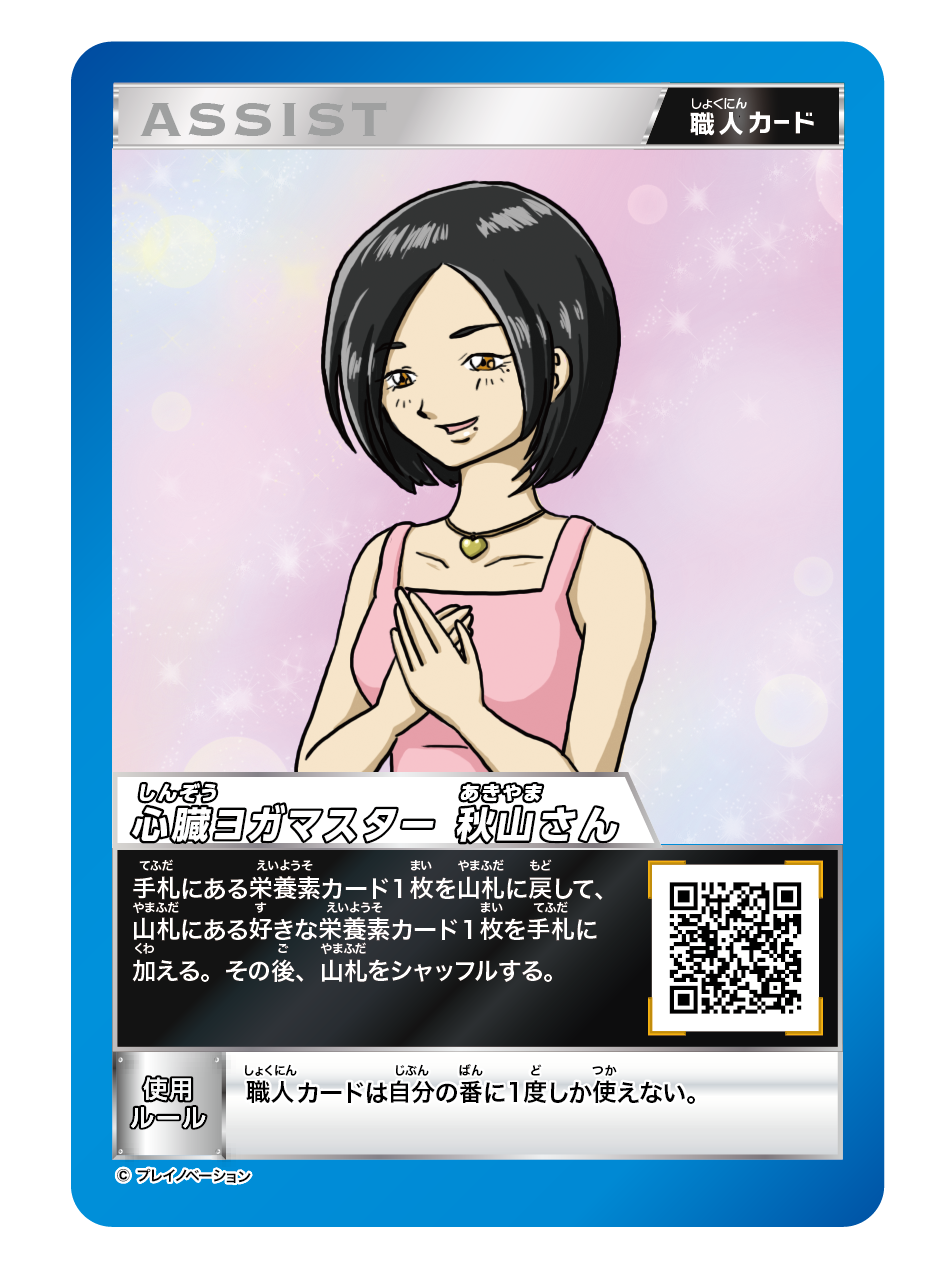 ASSIST
しょくにん
職人カード
しんぞう あきやま
心臓ヨガマスター 秋山さん
てふだ えいようそ まい やまふだ もど
手札にある栄養素カード1枚を山札に戻して、
やまふだ す えいようそ まい てふだ
山札にある好きな栄養素カード1枚を手札に
くわ ご やまふだ
加える。その後、山札をシャッフルする。
使用
ルール
しょくにん じぶん ばん ど つか
職人カードは自分の番に1度しか使えない。
© プレイノベーション